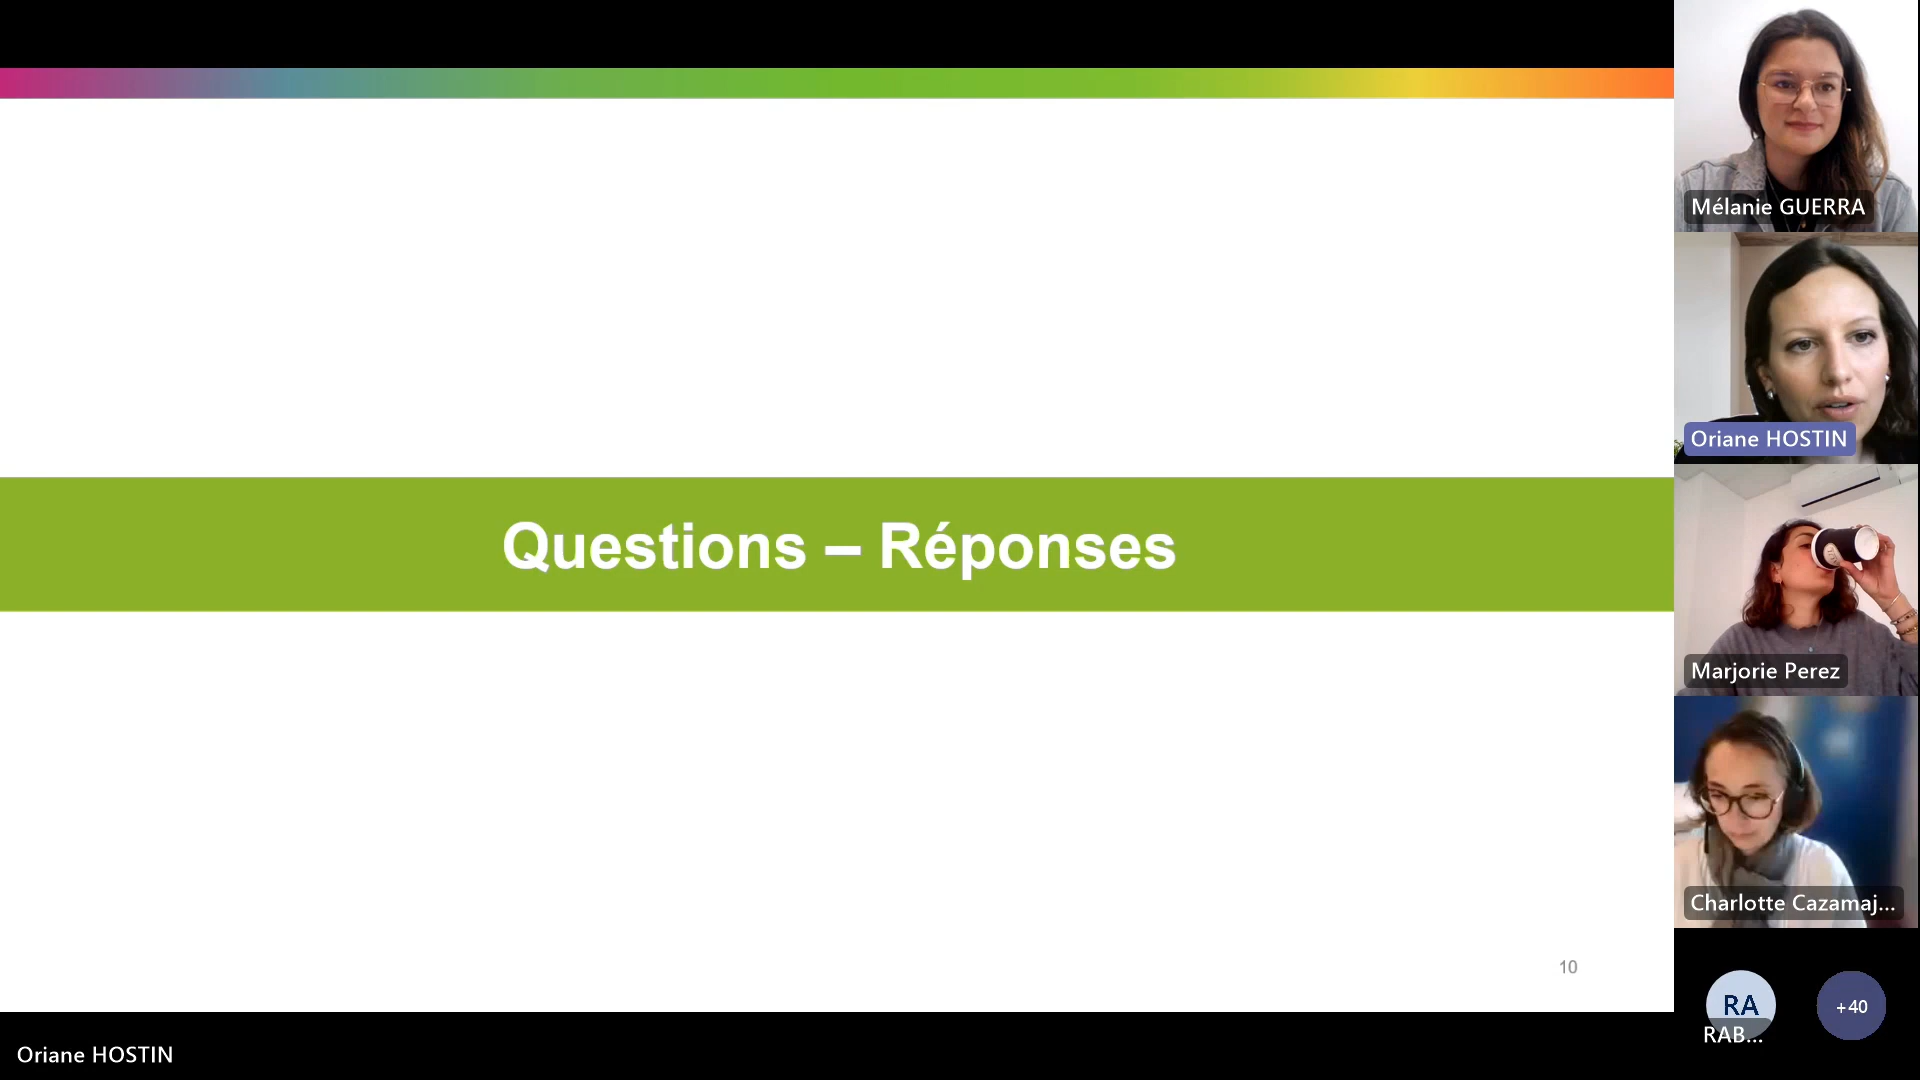 Questions – Réponses
10
Oriane HOSTIN
Mélanie GUERRA
Oriane HOSTIN
Marjorie Perez
Charlotte Cazamaj...
RA
RAB...
+40